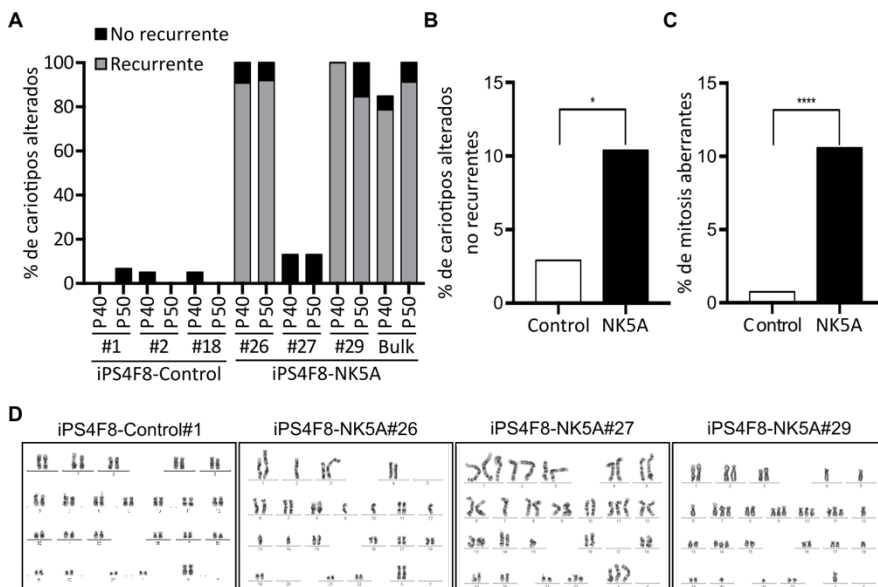 A
No recurrente
Recurrente
% de cariotipos alterados
100
80
60
40
20
0
P40 P50 P40 P50 P40 P50 P40 P50 P40 P50 P40 P50 P40 P50
#1 #2 #18 #26 #27 #29 Bulk
iPS4F8-Control iPS4F8-NK5A
B
% de cariotipos alterados
no recurrentes
15
10
5
0
*
Control NK5A
C
% de mitosis aberrantes
15
10
5
0
****
Control NK5A
D
iPS4F8-Control#1 iPS4F8-NK5A#26 iPS4F8-NK5A#27 iPS4F8-NK5A#29